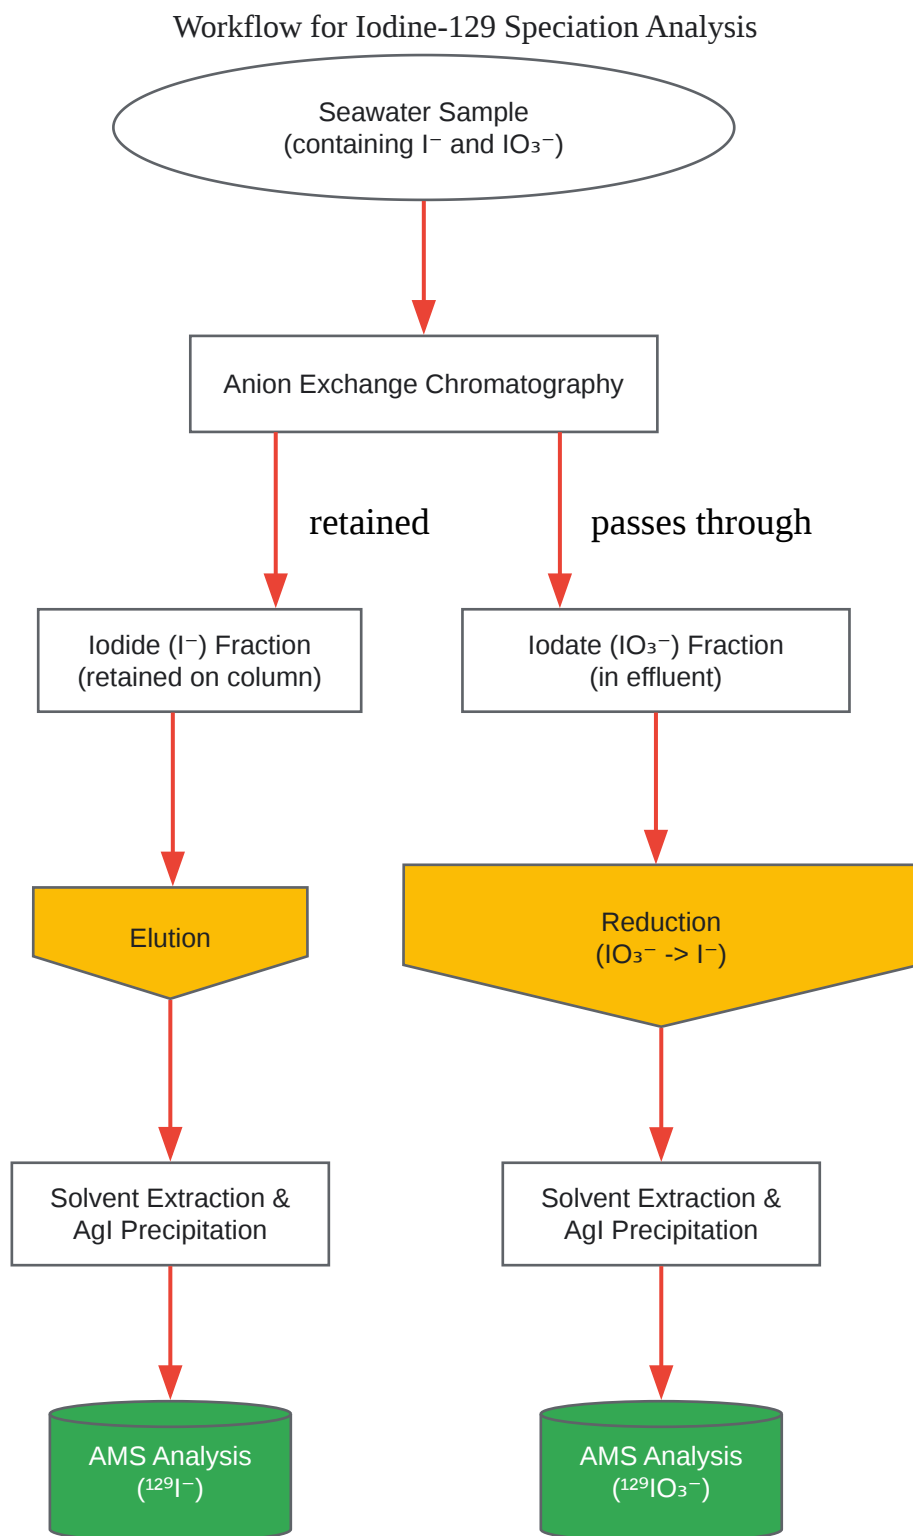 Workflow for Iodine-129 Speciation Analysis
Seawater Sample
(containing I⁻ and IO₃⁻)
Anion Exchange Chromatography
retained
passes through
Iodide (I⁻) Fraction
(retained on column)
Iodate (IO₃⁻) Fraction
(in effluent)
Elution
Reduction
(IO₃⁻ -> I⁻)
Solvent Extraction &
AgI Precipitation
Solvent Extraction &
AgI Precipitation
AMS Analysis
(¹²⁹I⁻)
AMS Analysis
(¹²⁹IO₃⁻)